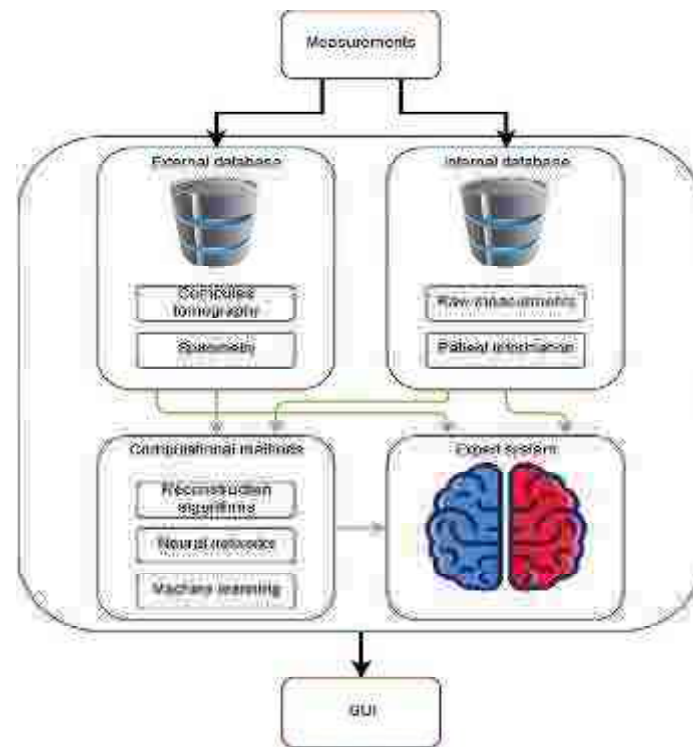 Measurements
External database
Internal database
Computed
tomography
Raw measurements
Spirometry
Patient information
Computational methods
Expert system
Reconstruction
algorithms
Neural networks
Machine learning
GUI